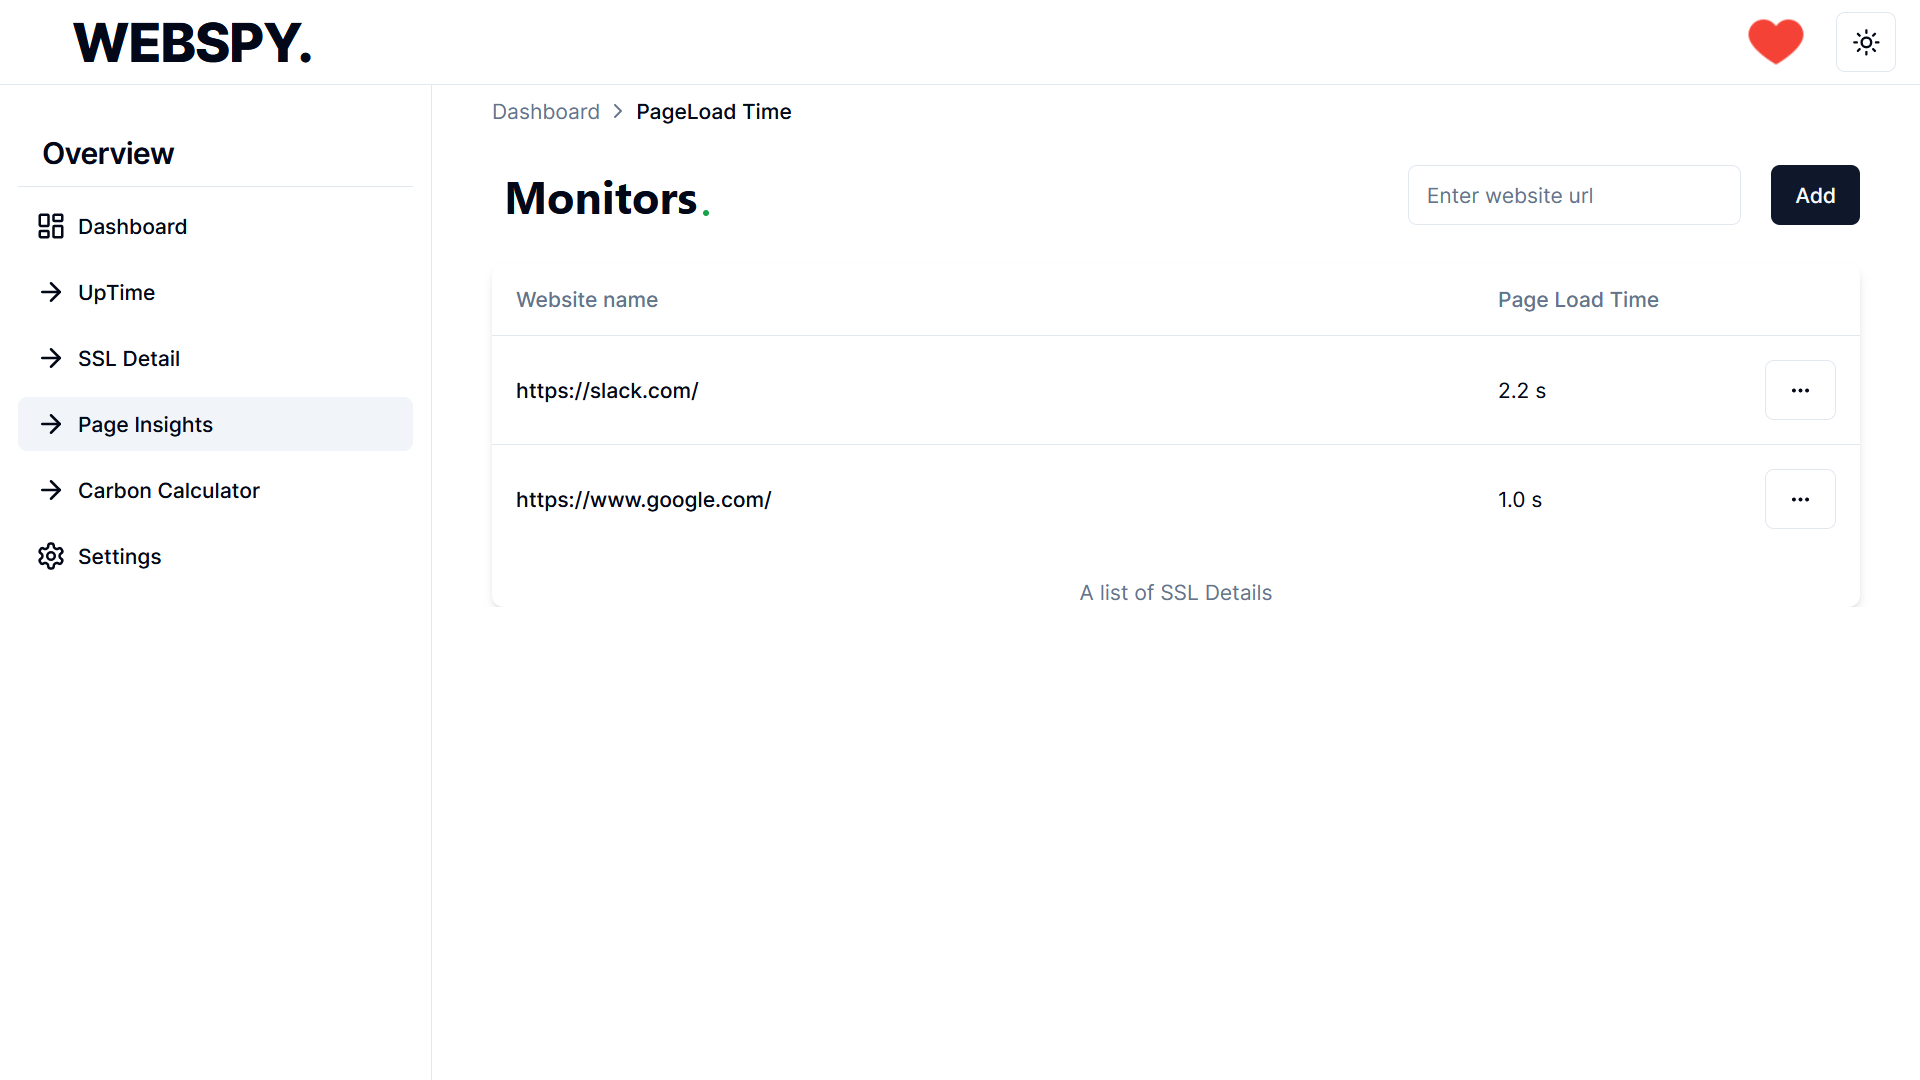 WEBSPY.
Overview
Dashboard
UpTime
SSL Detail
Page Insights
Carbon Calculator
Settings
Dashboard > PageLoad Time
Monitors.
Enter website url
Add
Website name Page Load Time
https://slack.com/ 2.2 s
https://www.google.com/ 1.0 s
A list of SSL Details